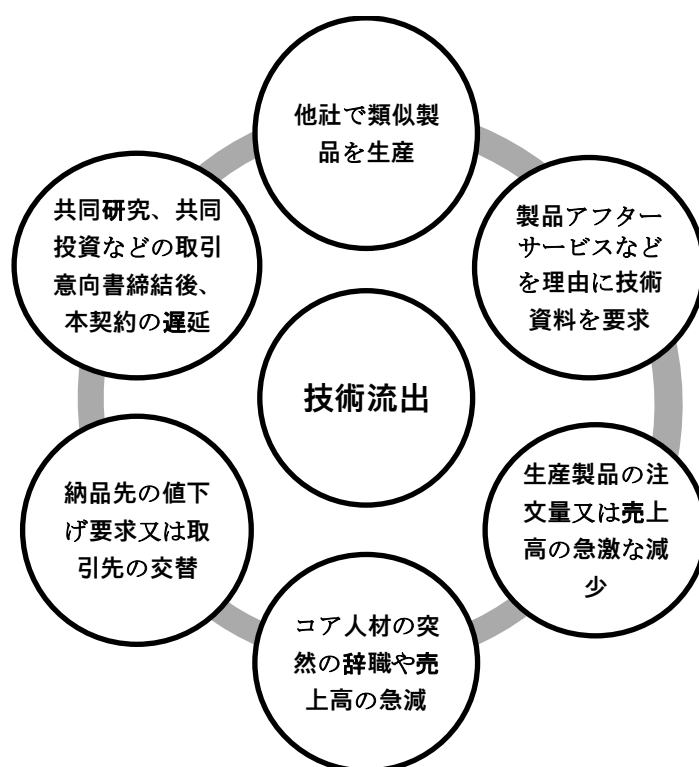 他社で類似製
品を生産
製品アフター
サービスなど
を理由に技術
資料を要求
生産製品の注
文量又は売上
高の急激な減
少
コア人材の突
然の辞職や売
上高の急減
納品先の値下
げ要求又は取
引先の交替
共同研究、共同
投資などの取引
意向書締結後、
本契約の遅延
技術流出